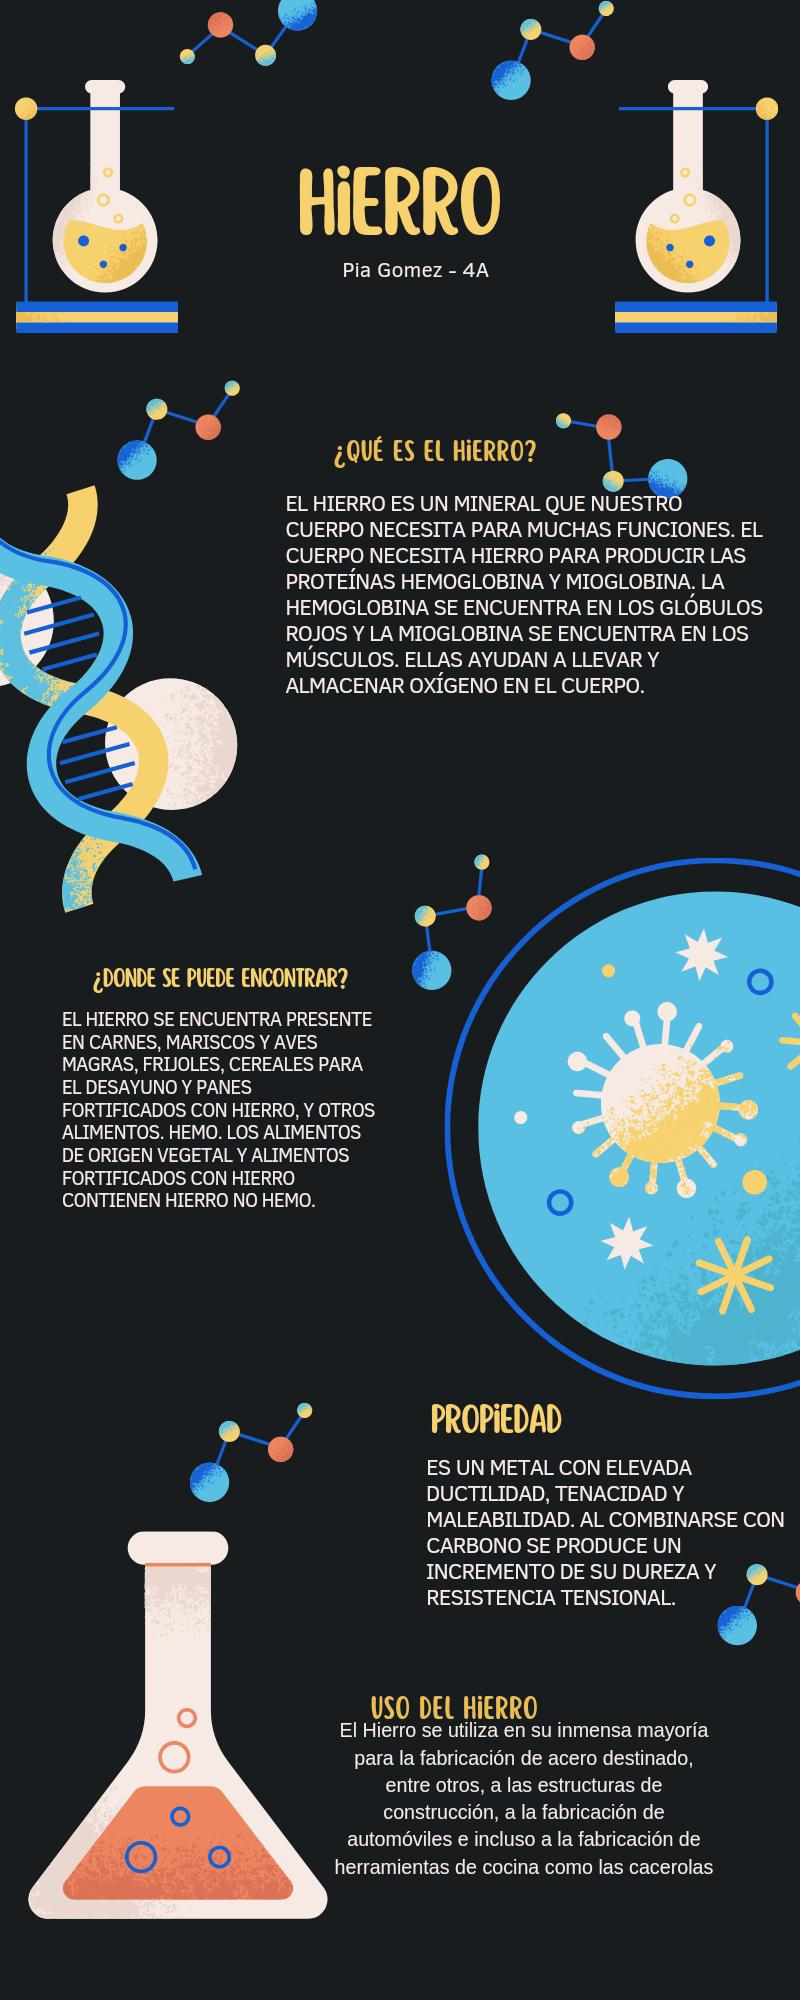 HiERRO
Pia Gomez - 4A
¿QUÉ ES EL HiERRO?
EL HIERRO ES UN MINERAL QUE NUESTRO
CUERPO NECESITA PARA MUCHAS FUNCIONES. EL
CUERPO NECESITA HIERRO PARA PRODUCIR LAS
PROTEÍNAS HEMOGLOBINA Y MIOGLOBINA. LA
HEMOGLOBINA SE ENCUENTRA EN LOS GLÓBULOS
ROJOS Y LA MIOGLOBINA SE ENCUENTRA EN LOS
MÚSCULOS. ELLAS AYUDAN A LLEVAR Y
ALMACENAR OXÍGENO EN EL CUERPO.
¿DONDE SE PUEDE ENCONTRAR?
EL HIERRO SE ENCUENTRA PRESENTE
EN CARNES, MARISCOS Y AVES
MAGRAS, FRIJOLES, CEREALES PARA
EL DESAYUNO Y PANES
FORTIFICADOS CON HIERRO, Y OTROS
ALIMENTOS. HEMO. LOS ALIMENTOS
DE ORIGEN VEGETAL Y ALIMENTOS
FORTIFICADOS CON HIERRO
CONTIENEN HIERRO NO HEMO.
PROPiEDAD
ES UN METAL CON ELEVADA
DUCTILIDAD, TENACIDAD Y
MALEABILIDAD. AL COMBINARSE CON
CARBONO SE PRODUCE UN
INCREMENTO DE SU DUREZA Y
RESISTENCIA TENSIONAL.
USO DEL HiERRO
El Hierro se utiliza en su inmensa mayoría
para la fabricación de acero destinado,
entre otros, a las estructuras de
construcción, a la fabricación de
automóviles e incluso a la fabricación de
herramientas de cocina como las cacerolas